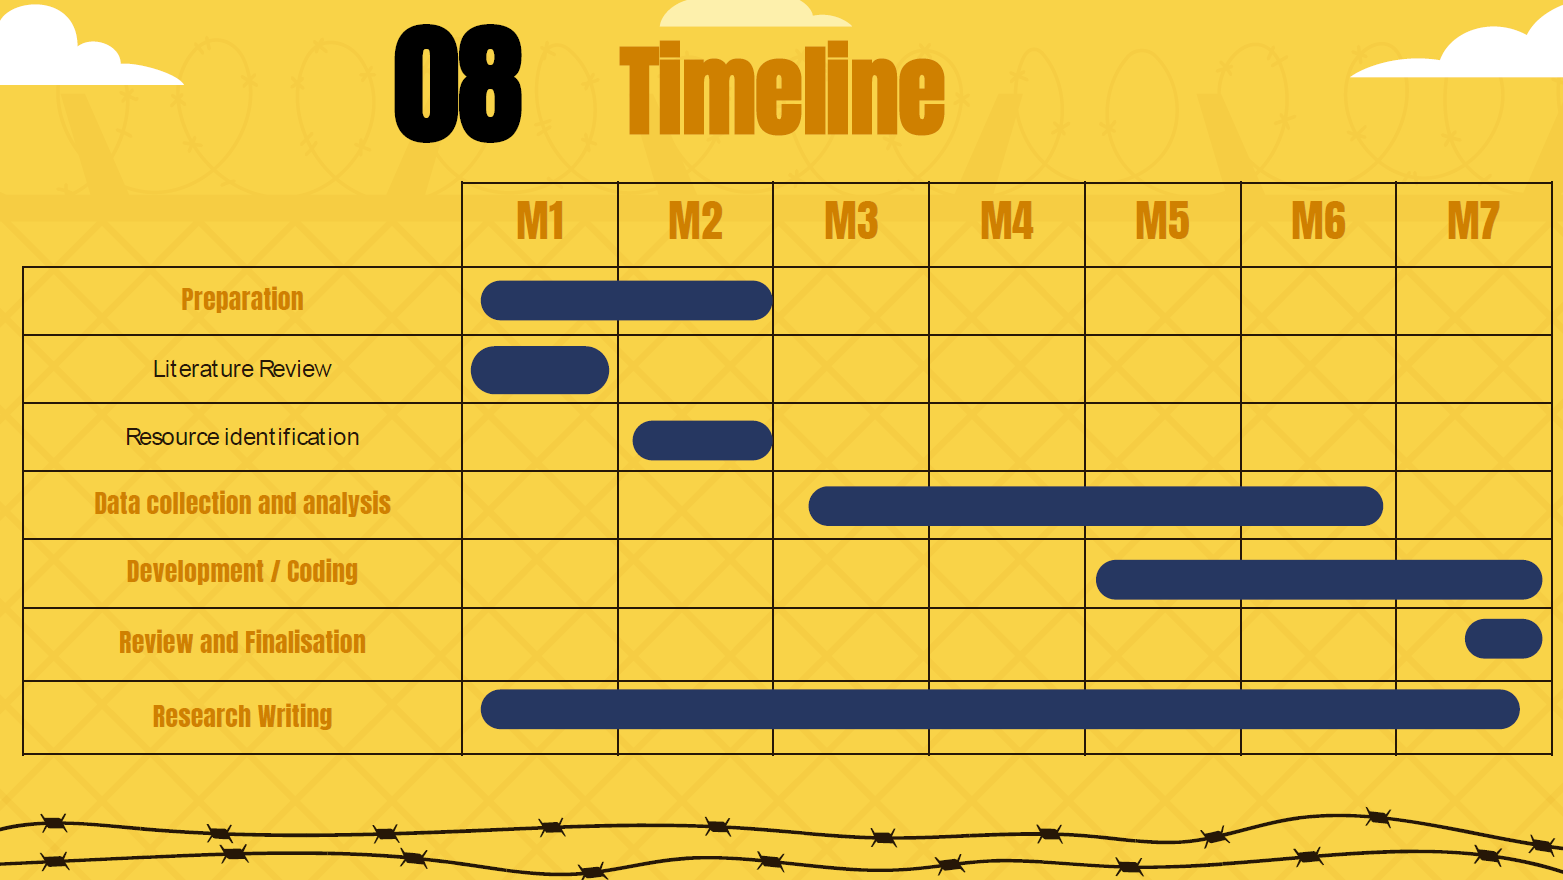 08
Timeline
M1 M2 M3 M4 M5 M6 M7
Preparation
Literature Review
Resource identification
Data collection and analysis
Development / Coding
Review and Finalisation
Research Writing